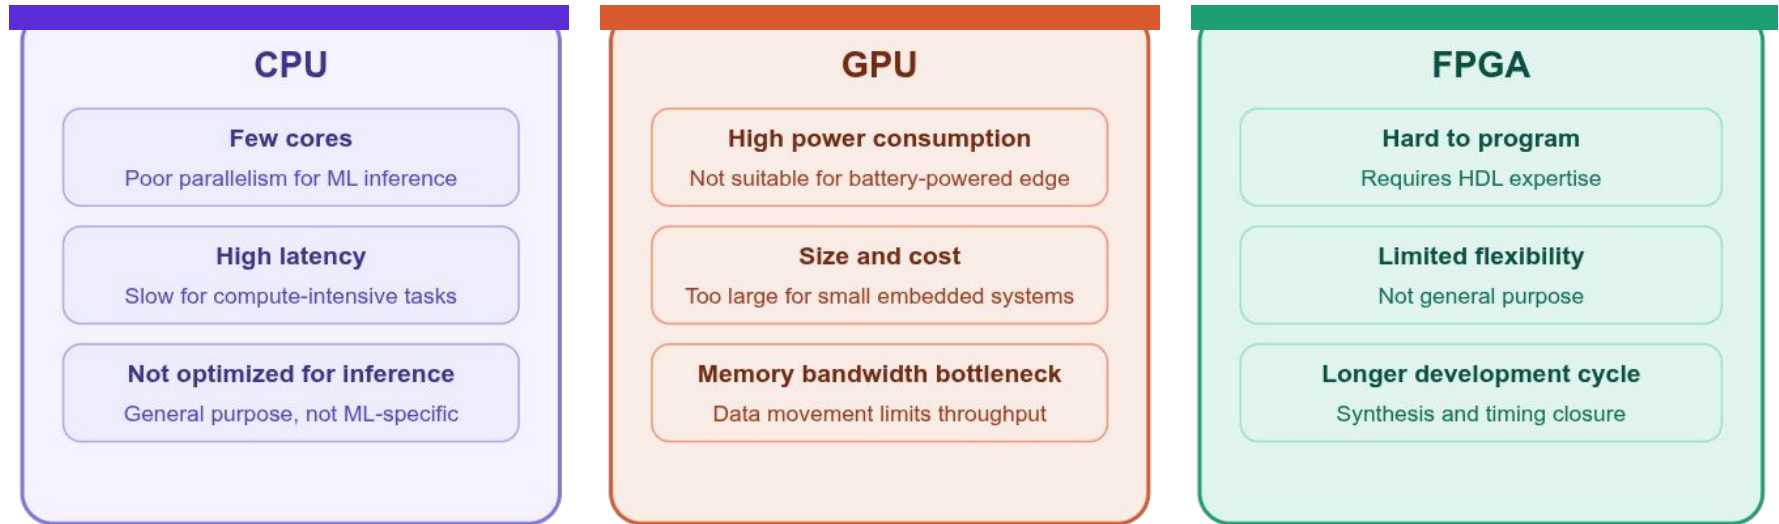 CPU
Few cores
Poor parallelism for ML inference
High latency
Slow for compute-intensive tasks
Not optimized for inference
General purpose, not ML-specific
GPU
High power consumption
Not suitable for battery-powered edge
Size and cost
Too large for small embedded systems
Memory bandwidth bottleneck
Data movement limits throughput
FPGA
Hard to program
Requires HDL expertise
Limited flexibility
Not general purpose
Longer development cycle
Synthesis and timing closure